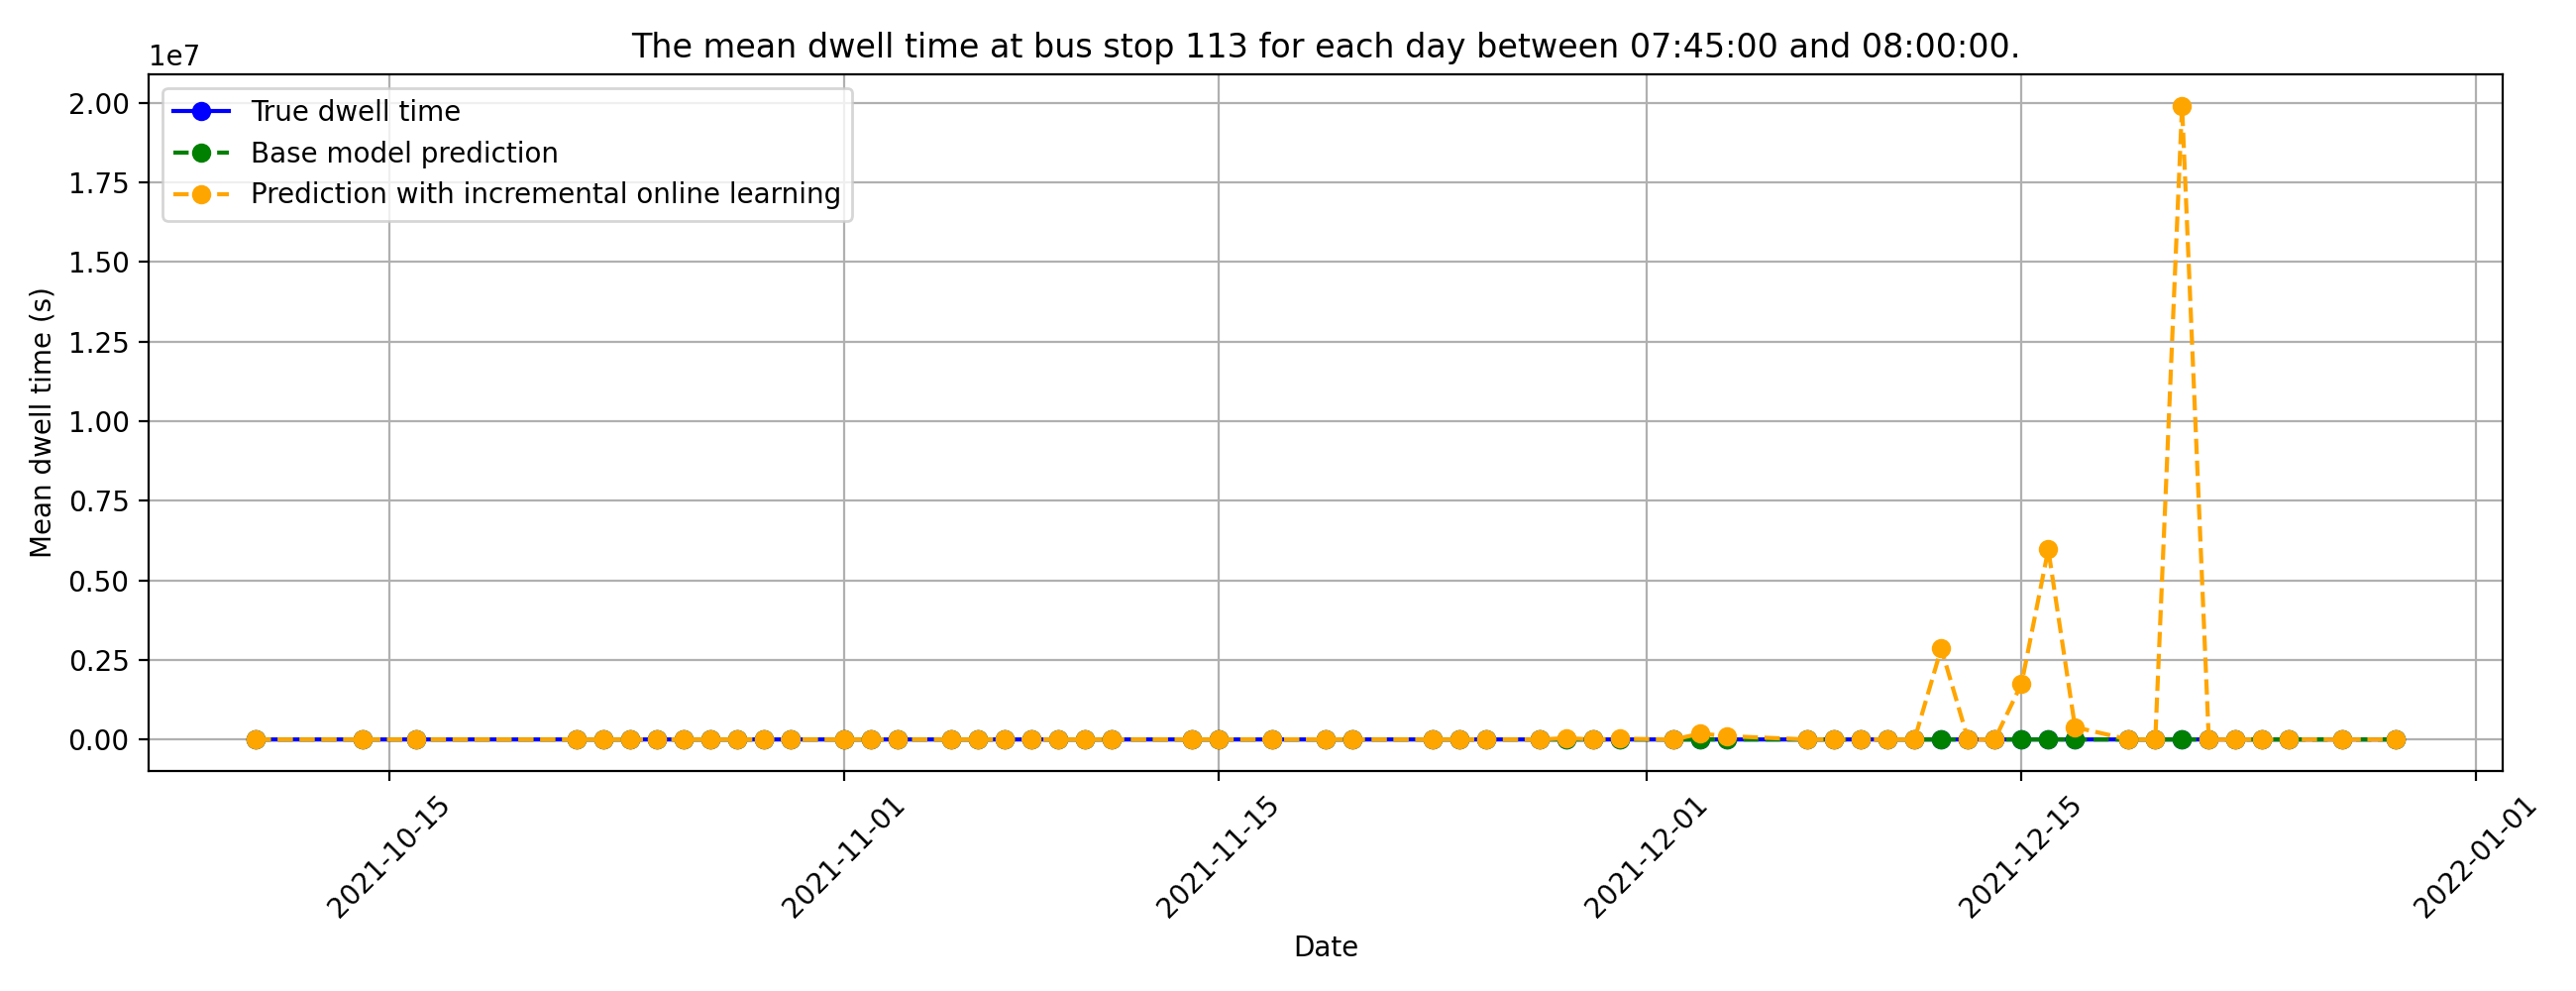 The mean dwell time at bus stop 113 for each day between 07:45:00 and 08:00:00.
1e7
2.00
1.75
1.50
1.25
1.00
0.75
0.50
0.25
0.00
Mean dwell time (s)
True dwell time
Base model prediction
Prediction with incremental online learning
2021-10-15
2021-11-01
2021-11-15
2021-12-01
2021-12-15
2022-01-01
Date